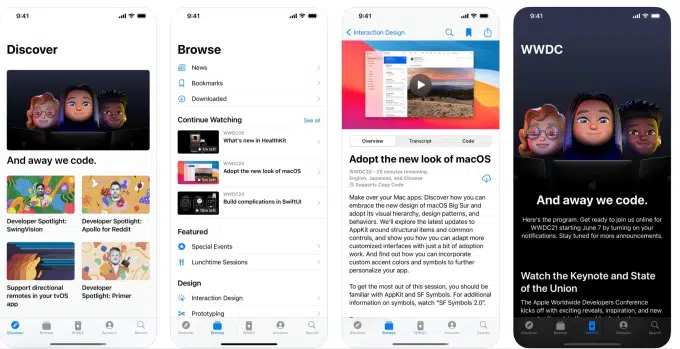 9:41
Discover
And away we code.
Developer Spotlight:
SwingVision
Developer Spotlight:
Apollo for Reddit
Support directional
remotes in your tvOS
app
Developer
Spotlight: Primer
Discover
Browse
WWDC
Account
Search
9:41
Browse
News
Bookmarks
Downloaded
Continue Watching
See all
WWDC20
What's new in HealthKit
WWDC20
Adopt the new look of macOS
WWDC20
Build complications in SwiftUI
Featured
Special Events
Lunchtime Sessions
Design
Interaction Design
Prototyping
Discover
Browse
WWDC
Account
Search
9:41
Interaction Design
Overview
Transcript
Code
Adopt the new look of macOS
WWDC20 – 28 minutes remaining
English, Japanese, and Chinese
Supports Copy Code
Make over your Mac apps: Discover how you can
embrace the new design of macOS Big Sur and
adopt its visual hierarchy, design patterns, and
behaviors. We'll explore the latest updates to
AppKit around structural items and common
controls, and show you how you can adapt more
customized interfaces with just a bit of adoption
work. And find out how you can incorporate
custom accent colors and symbols to further
personalize your app.
To get the most out of this session, you should be
familiar with AppKit and SF Symbols. For additional
information on symbols, watch "SF Symbols 2.0".
Discover
Browse
WWDC
Account
Search
9:41
WWDC
And away we code.
Here's the program. Get ready to join us online for
WWDC21 starting June 7 by turning on your
notifications. Stay tuned for more announcements.
Watch the Keynote and State
of the Union
The Apple Worldwide Developers Conference
kicks off with exciting reveals, inspiration, and new
Discover
Browse
WWDC
Account
Search